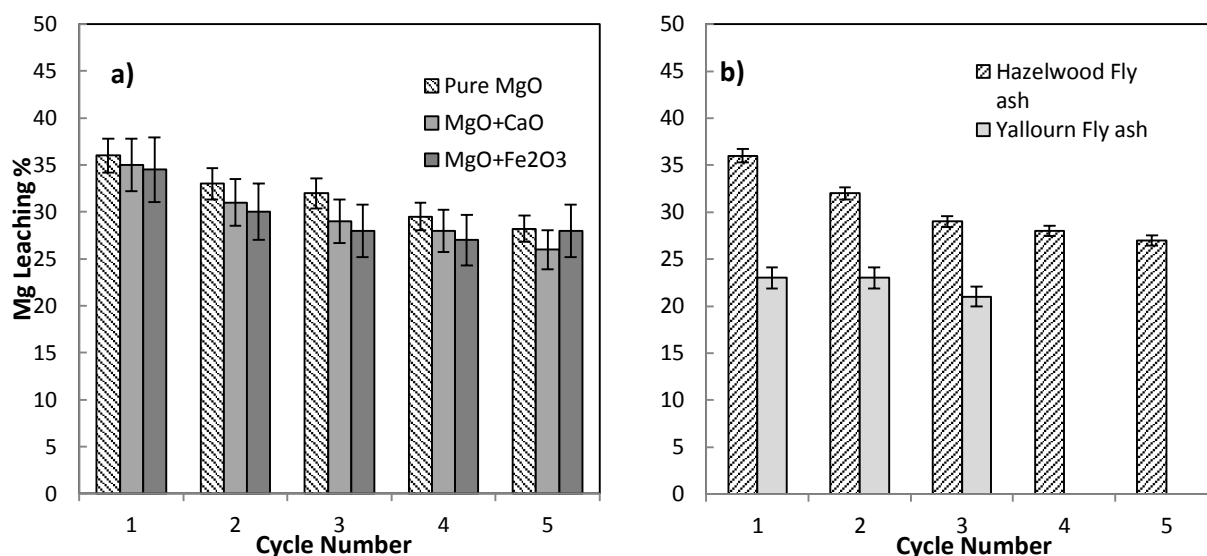 50
45
40
35
30
25
20
15
10
5
0
Mg Leaching %
a)
Pure MgO
MgO+CaO
MgO+Fe2O3
1 2 3 4 5
Cycle Number
50
45
40
35
30
25
20
15
10
5
0
b)
Hazelwood Fly
ash
Yallourn Fly ash
1 2 3 4 5
Cycle Number